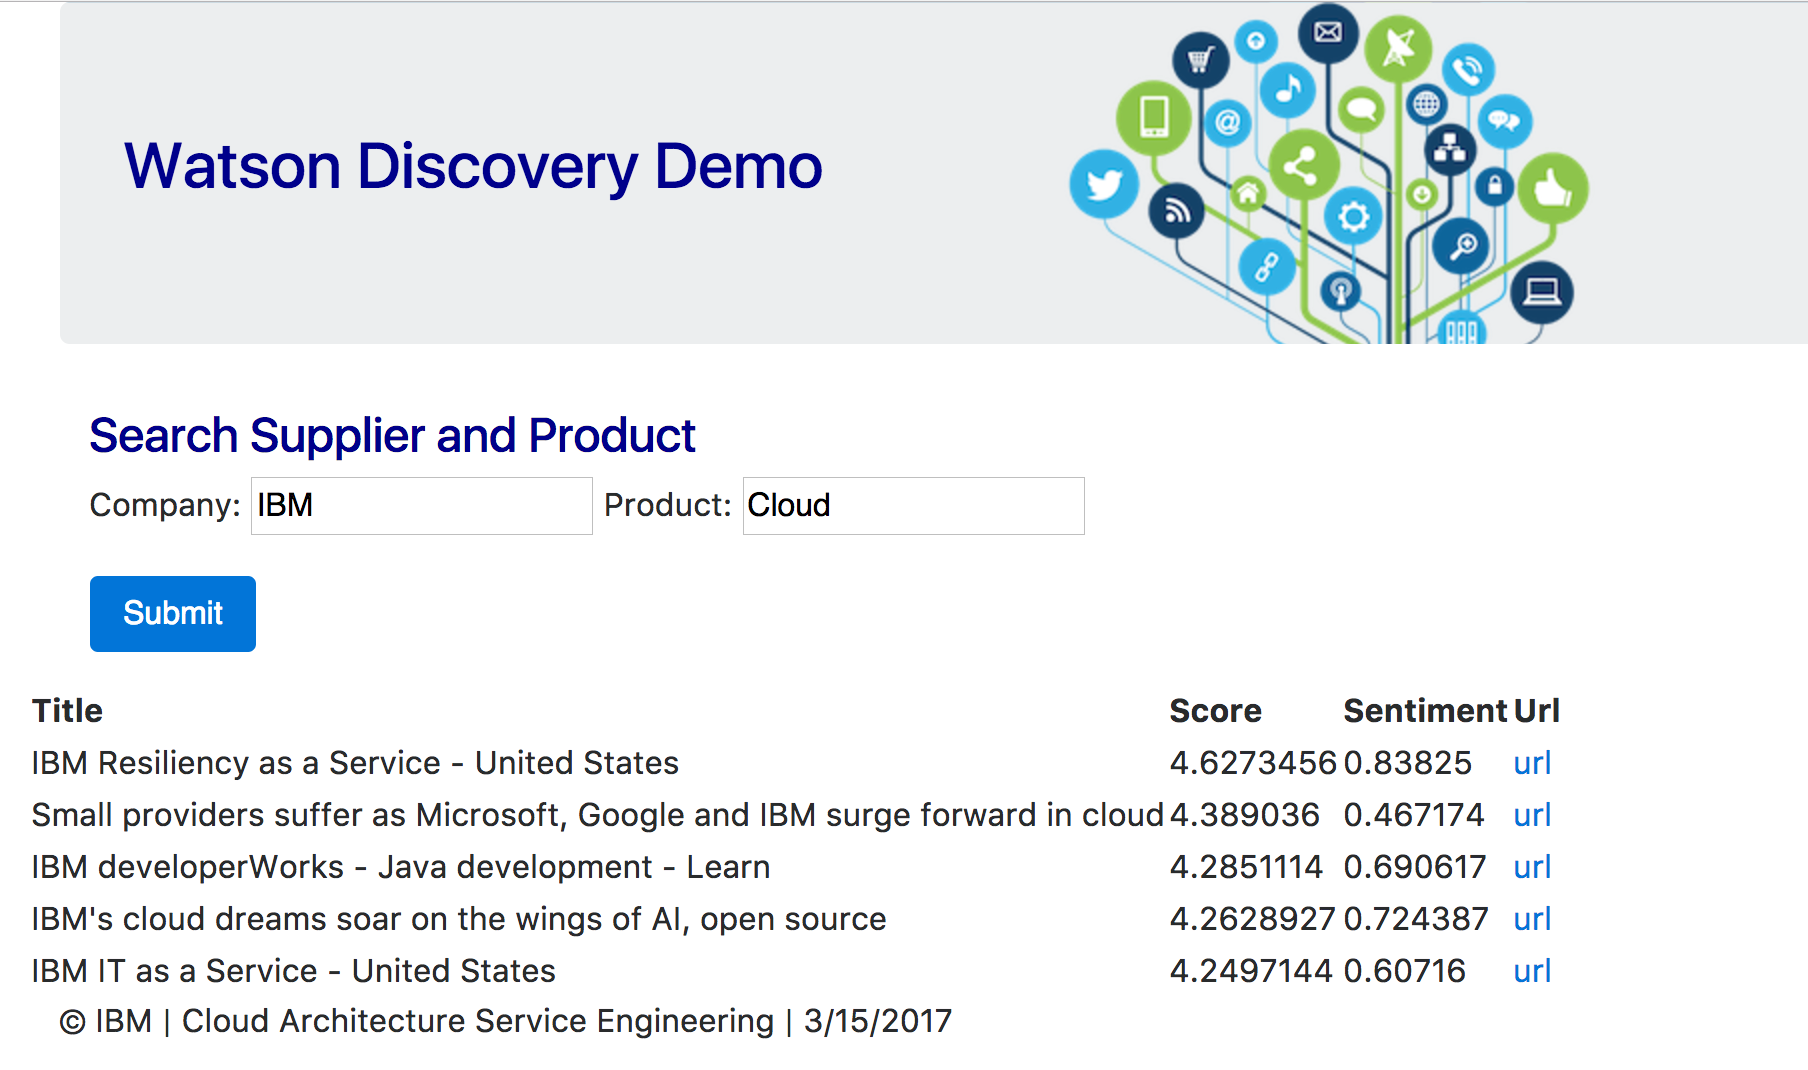 Watson Discovery Demo
Search Supplier and Product
Company: IBM Product: Cloud
Submit
Title Score Sentiment Url
IBM Resiliency as a Service - United States 4.6273456 0.83825 url
Small providers suffer as Microsoft, Google and IBM surge forward in cloud 4.389036 0.467174 url
IBM developerWorks - Java development - Learn 4.2851114 0.690617 url
IBM's cloud dreams soar on the wings of AI, open source 4.2628927 0.724387 url
IBM IT as a Service - United States 4.2497144 0.60716 url
© IBM | Cloud Architecture Service Engineering | 3/15/2017